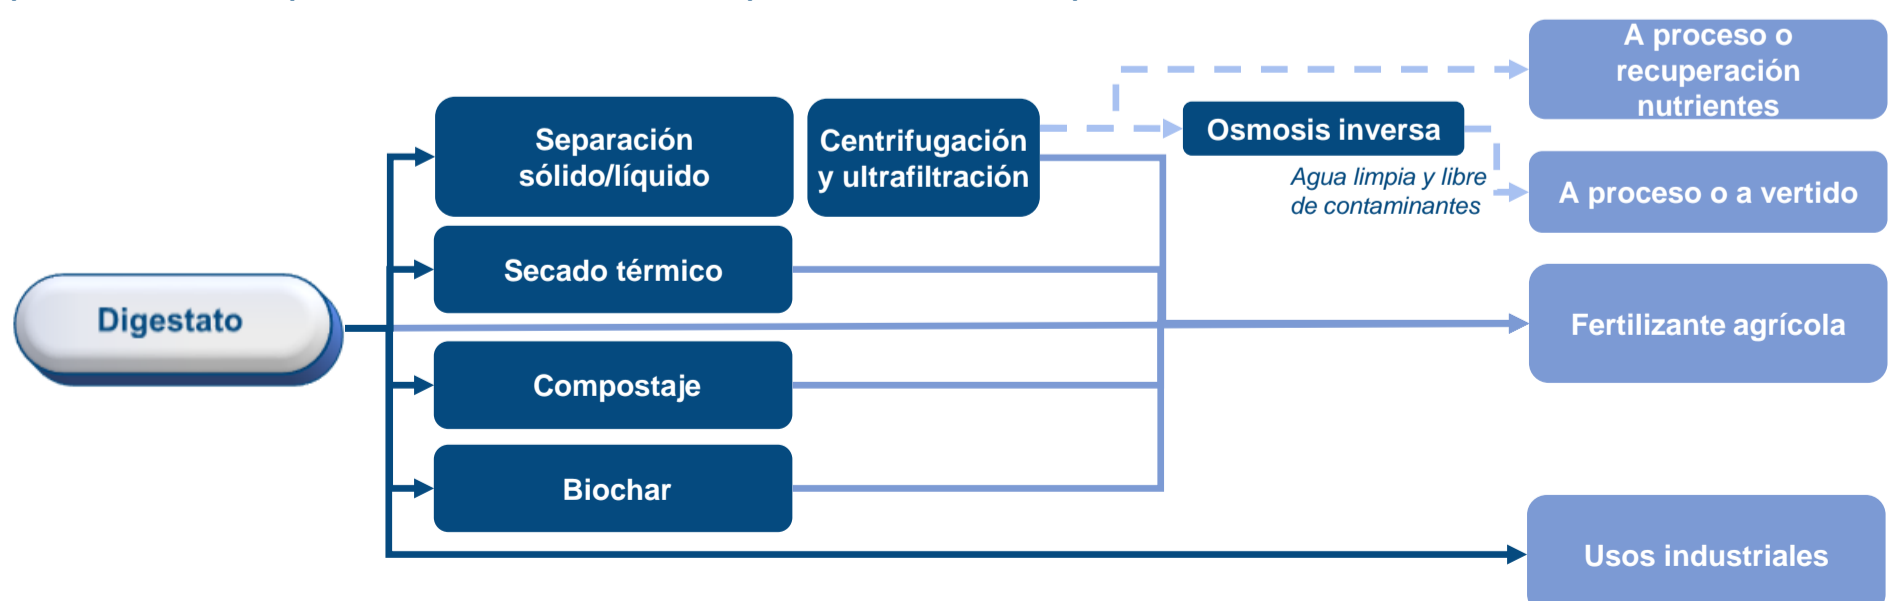 A proceso o
recuperación
nutrientes
Separación
sólido/líquido
Centrifugación
y ultrafiltración
Osmosis inversa
Agua limpia y libre
de contaminantes
A proceso o a vertido
Secado térmico
Digestato
Fertilizante agrícola
Compostaje
Biochar
Usos industriales